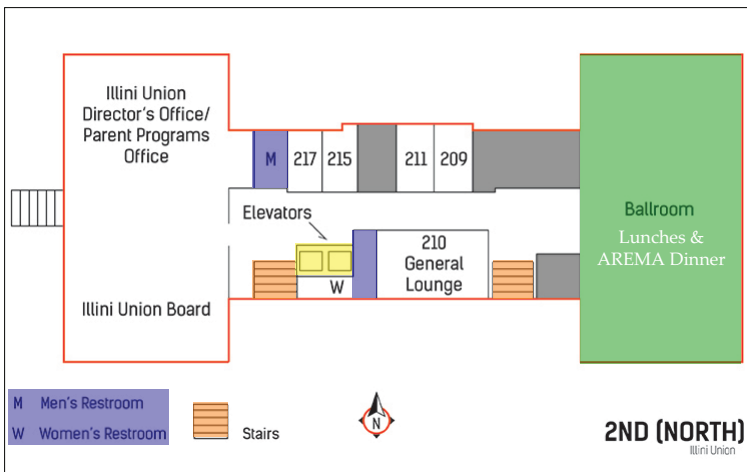 Illini Union
Director's Office/
Parent Programs
Office
M
217
215
211
209
Elevators
Ballroom
Lunches &
AREMA Dinner
210
General
Lounge
W
Illini Union Board
M Men's Restroom
W Women's Restroom
Stairs
N
2ND (NORTH)
Illini Union